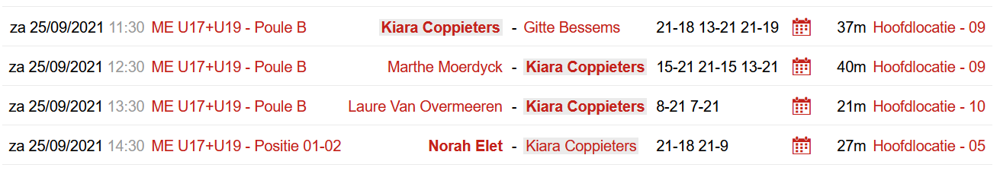 za 25/09/2021 11:30 ME U17+U19 - Poule B Kiara Coppieters - Gitte Bessems 21-18 13-21 21-19 37m Hoofdlocatie - 09
za 25/09/2021 12:30 ME U17+U19 - Poule B Marthe Moerdyck - Kiara Coppieters 15-21 21-15 13-21 40m Hoofdlocatie - 09
za 25/09/2021 13:30 ME U17+U19 - Poule B Laure Van Overmeeren - Kiara Coppieters 8-21 7-21 21m Hoofdlocatie - 10
za 25/09/2021 14:30 ME U17+U19 - Positie 01-02 Norah Elet - Kiara Coppieters 21-18 21-9 27m Hoofdlocatie - 05